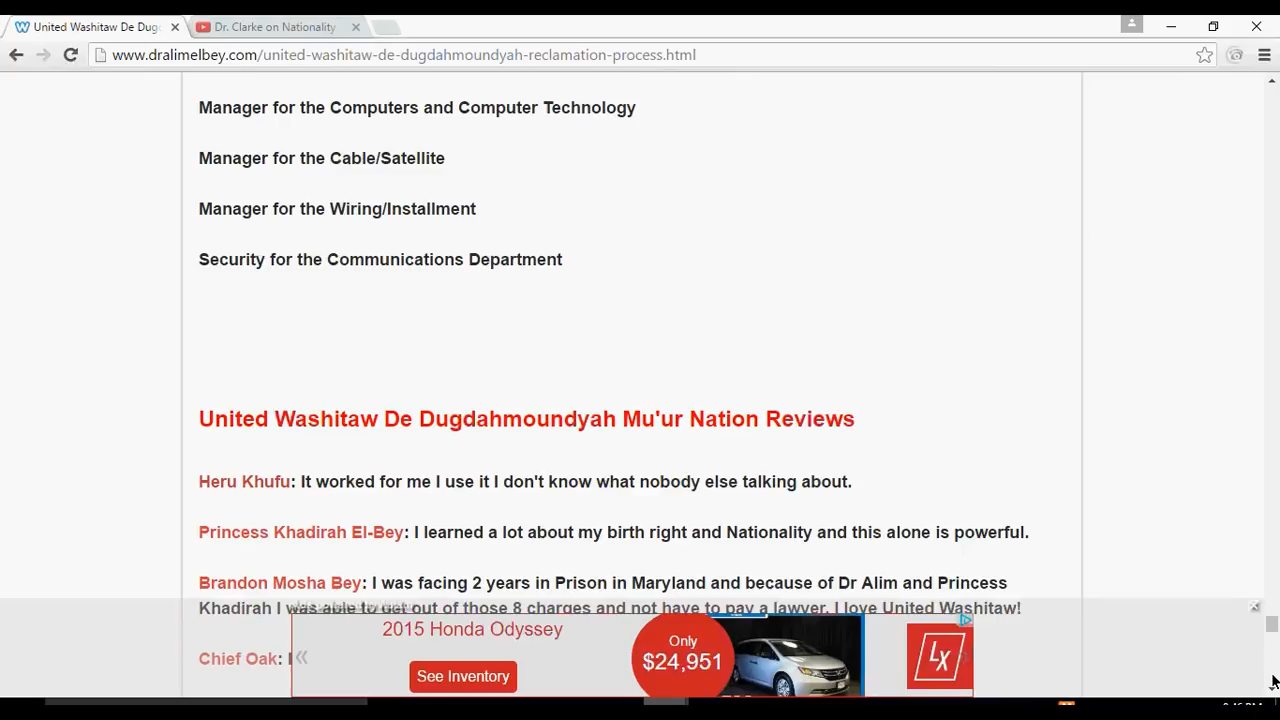 United Washitaw De Dug
Dr. Clarke on Nationality
www.dralimelbey.com/united-washitaw-de-dugdahmoundyah-reclamation-process.html
Manager for the Computers and Computer Technology
Manager for the Cable/Satellite
Manager for the Wiring/Installment
Security for the Communications Department
United Washitaw De Dugdahmoundyah Mu'ur Nation Reviews
Heru Khufu: It worked for me I use it I don't know what nobody else talking about.
Princess Khadirah El-Bey: I learned a lot about my birth right and Nationality and this alone is powerful.
Brandon Mosha Bey: I was facing 2 years in Prison in Maryland and because of Dr Alim and Princess
Khadirah I was able to get out of those 8 charges and not have to pay a lawyer. I love United Washitaw!
Chief Oak: I
2015 Honda Odyssey
See Inventory
Only
$24,951
LX